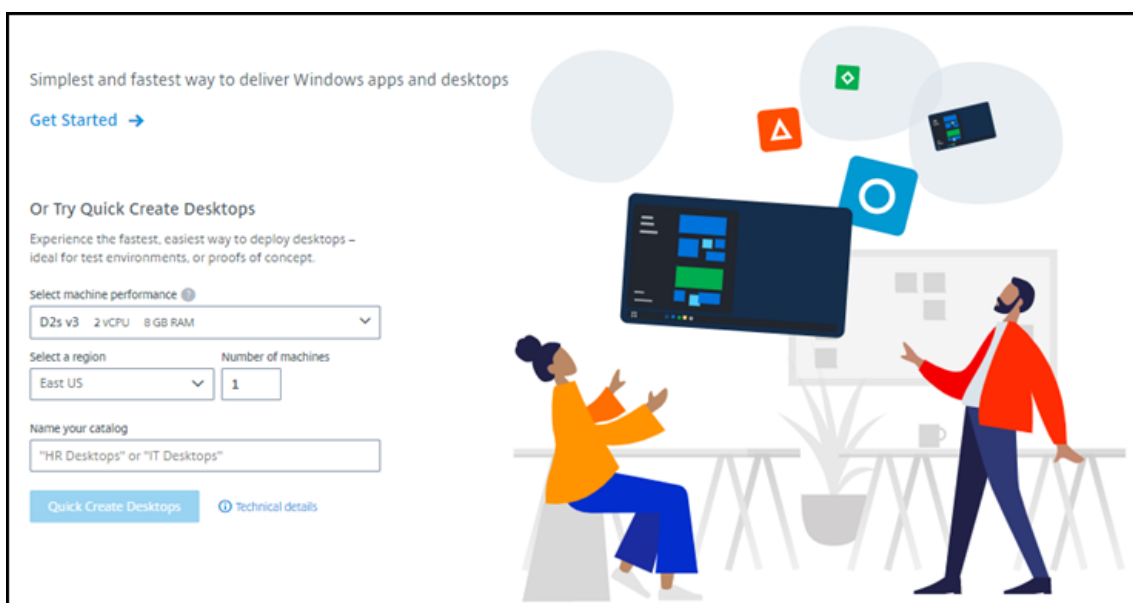 Simplest and fastest way to deliver Windows apps and desktops
Get Started →
Or Try Quick Create Desktops
Experience the fastest, easiest way to deploy desktops –
ideal for test environments, or proofs of concept.
Select machine performance ?
D2s v3 2 vCPU 8 GB RAM
Select a region Number of machines
East US 1
Name your catalog
"HR Desktops" or "IT Desktops"
Quick Create Desktops Technical details